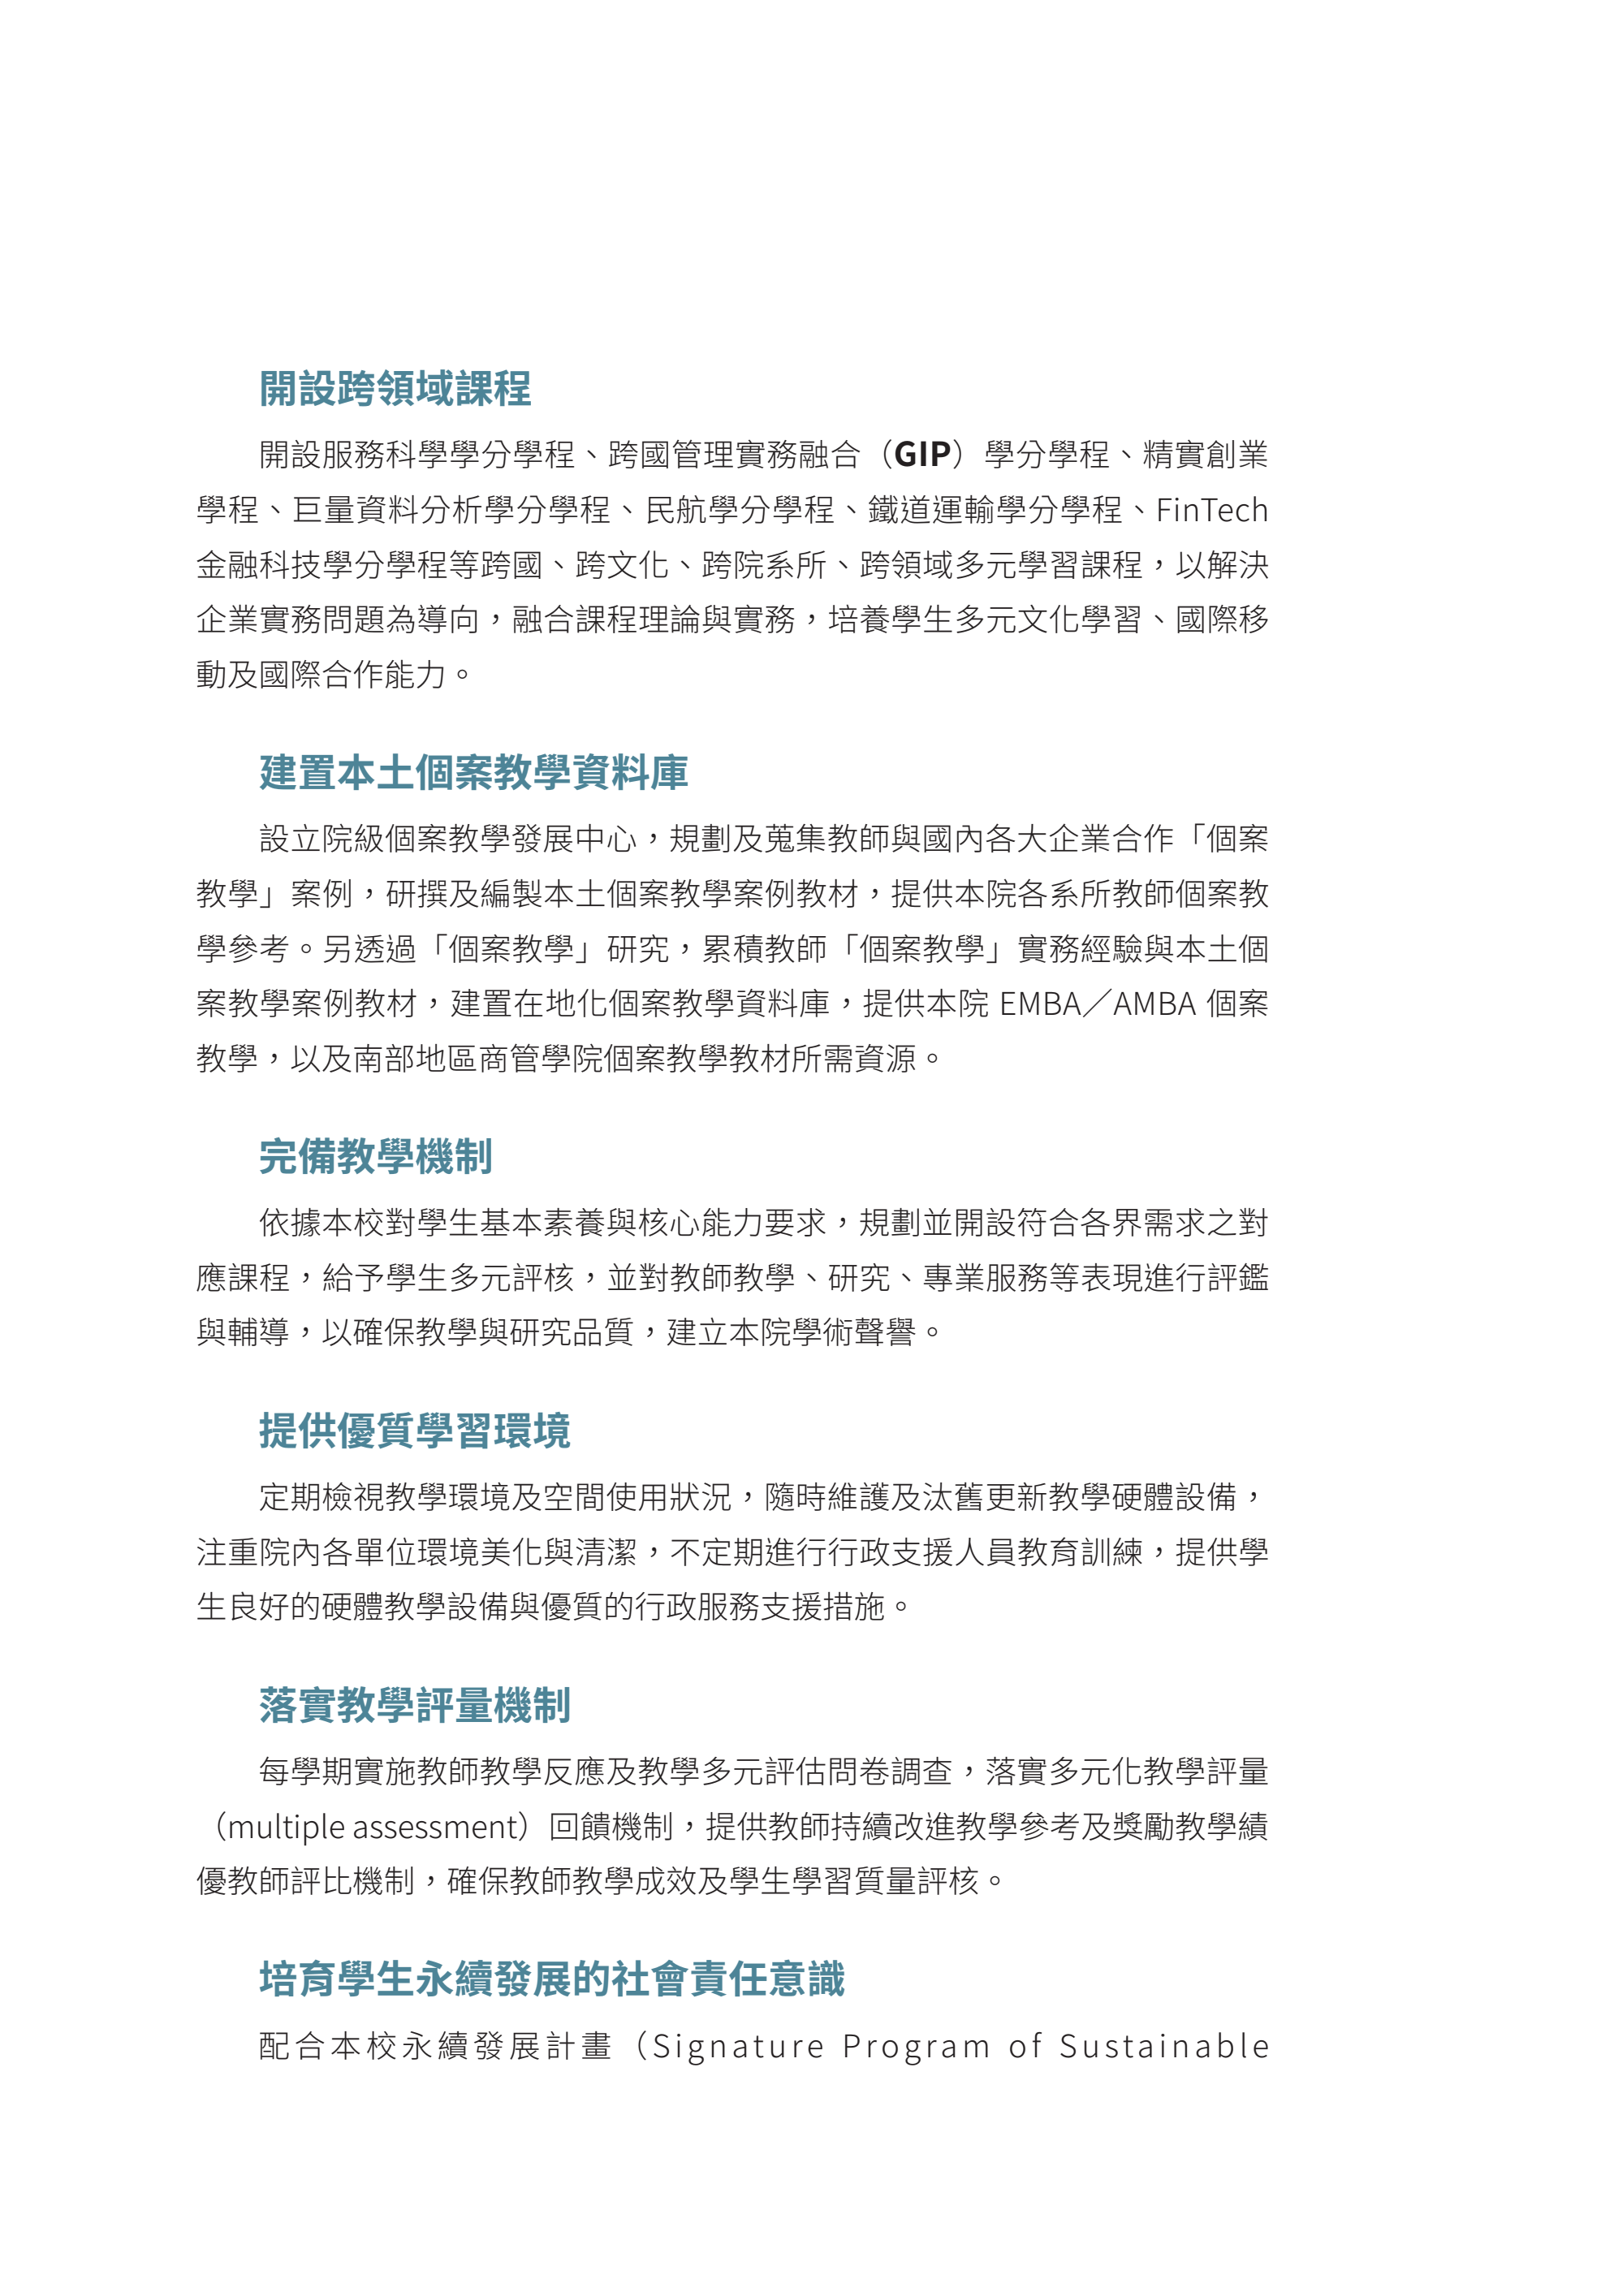 開設跨領域課程
開設服務科學學分學程、跨國管理實務融合（GIP）學分學程、精實創業
學程、巨量資料分析學分學程、民航學分學程、鐵道運輸學分學程、FinTech
金融科技學分學程等跨國、跨文化、跨院系所、跨領域多元學習課程，以解決
企業實務問題為導向，融合課程理論與實務，培養學生多元文化學習、國際移
動及國際合作能力。
建置本土個案教學資料庫
設立院級個案教學發展中心，規劃及蒐集教師與國內各大企業合作「個案
教學」案例，研撰及編製本土個案教學案例教材，提供本院各系所教師個案教
學參考。另透過「個案教學」研究，累積教師「個案教學」實務經驗與本土個
案教學案例教材，建置在地化個案教學資料庫，提供本院 EMBA／AMBA 個案
教學，以及南部地區商管學院個案教學教材所需資源。
完備教學機制
依據本校對學生基本素養與核心能力要求，規劃並開設符合各界需求之對
應課程，給予學生多元評核，並對教師教學、研究、專業服務等表現進行評鑑
與輔導，以確保教學與研究品質，建立本院學術聲譽。
提供優質學習環境
定期檢視教學環境及空間使用狀況，隨時維護及汰舊更新教學硬體設備，
注重院內各單位環境美化與清潔，不定期進行行政支援人員教育訓練，提供學
生良好的硬體教學設備與優質的行政服務支援措施。
落實教學評量機制
每學期實施教師教學反應及教學多元評估問卷調查，落實多元化教學評量
（multiple assessment）回饋機制，提供教師持續改進教學參考及獎勵教學績
優教師評比機制，確保教師教學成效及學生學習質量評核。
培育學生永續發展的社會責任意識
配合本校永續發展計畫（Signature Program of Sustainable